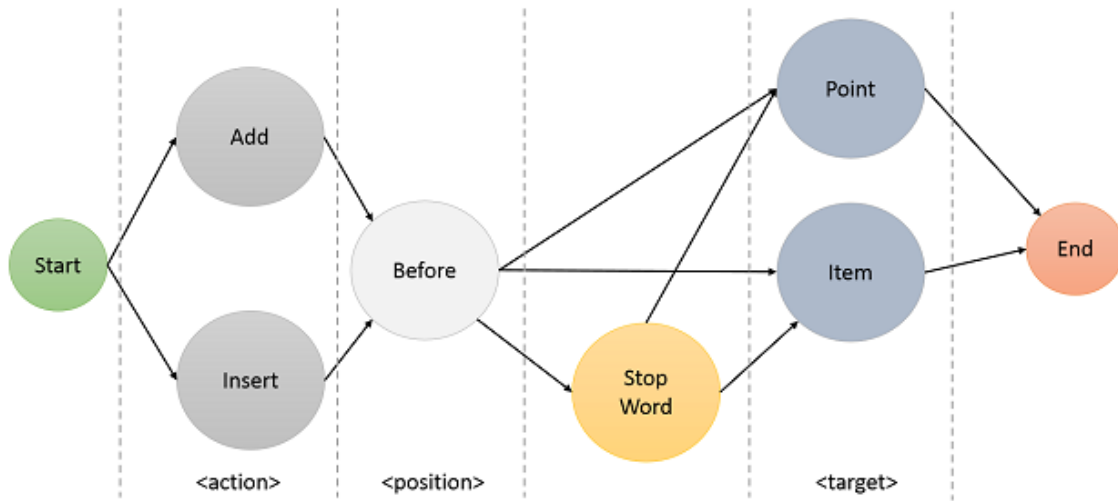 Start
Add
Insert
Before
Stop
Word
Point
Item
End
<action>
<position>
<target>